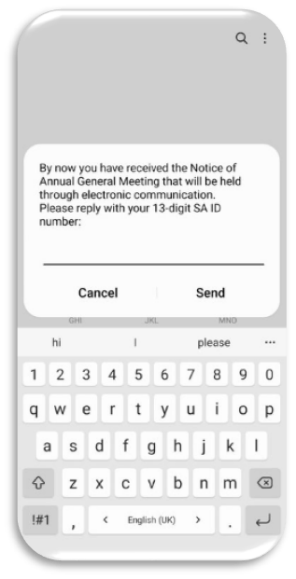 By now you have received the Notice of
Annual General Meeting that will be held
through electronic communication.
Please reply with your 13-digit SA ID
number:
Cancel Send
GHI JKL MNO
hi I please ...
1 2 3 4 5 6 7 8 9 0
q w e r t y u i o p
a s d f g h j k l
z x c v b n m
!#1 , < English (UK) > .